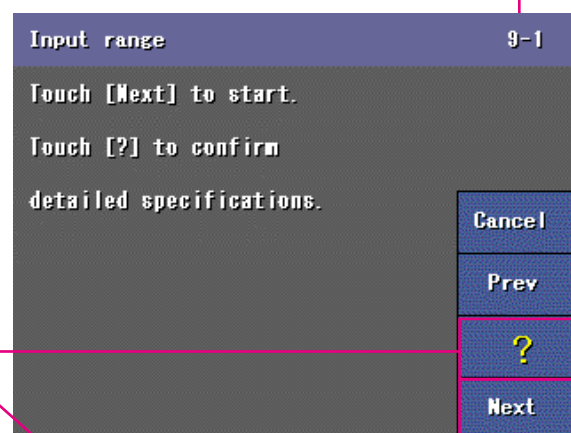 Input range 9-1
Touch [Next] to start.
Touch [?] to confirm
detailed specifications.
Cancel
Prev
?
Next